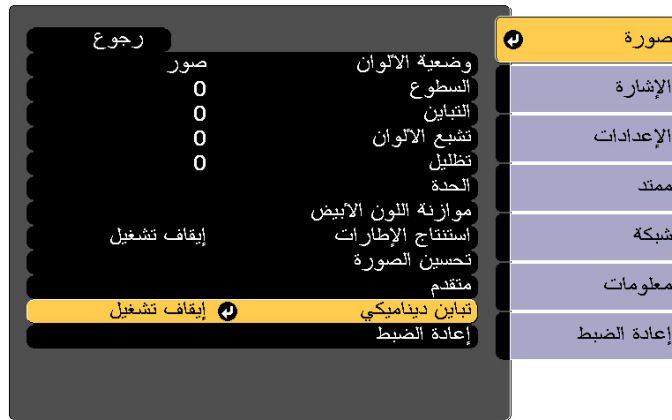 صورة
الإشارة
الإعدادات
ممتد
شبكة
معلومات
إعادة الضبط
رجوع
وضعية الألوان صور
السطوع 0
التباين 0
تشبع الألوان 0
تظليل 0
الحدة
موازنة اللون الأبيض
استنتاج الإطارات إيقاف تشغيل
تحسين الصورة
متقدم
تباين ديناميكي إيقاف تشغيل
إعادة الضبط